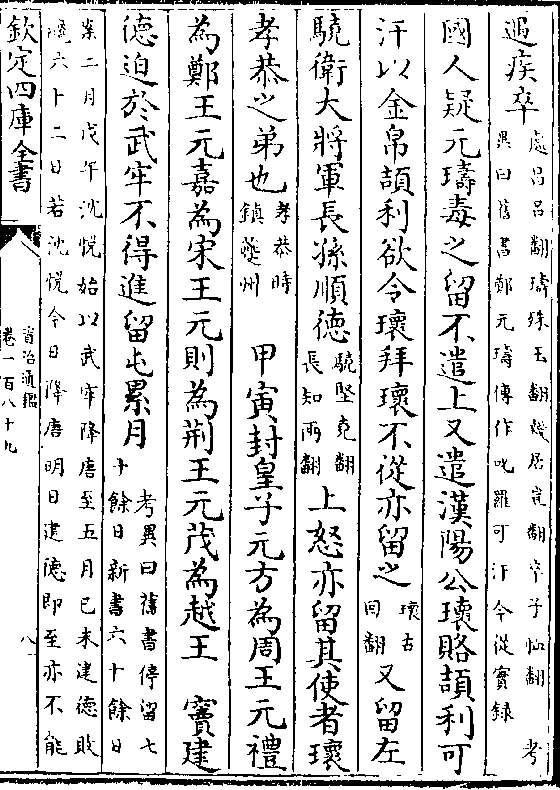 遇疾卒處昌呂翻璹殊玉翻幾居豈翻卒子恤翻 考
異曰舊書鄭元璹傳作叱羅可汗今從實錄
國人疑元璹毒之留不遣上又遣漢陽公瓌賂頡利可
汗以金帛頡利欲令瓌拜瓌不從亦留之瓌古
回翻又留左
驍衛大將軍長孫順德驍堅堯翻
長知兩翻上怒亦留其使者瓌
孝恭之弟也孝恭時
鎮夔州 甲寅封皇子元方為周王元禮
為鄭王元嘉為宋王元則為荆王元茂為越王 竇建
德迫於武牢不得進留屯累月考異曰舊書停留七
十餘日新書六十餘日
案二月戊午沈悅始以武牢降唐至五月已未建德敗
纔六十二日若沈悅今日降唐明日建德即至亦不能
欽定四庫全書
資治通鑑
卷一百八十九
八